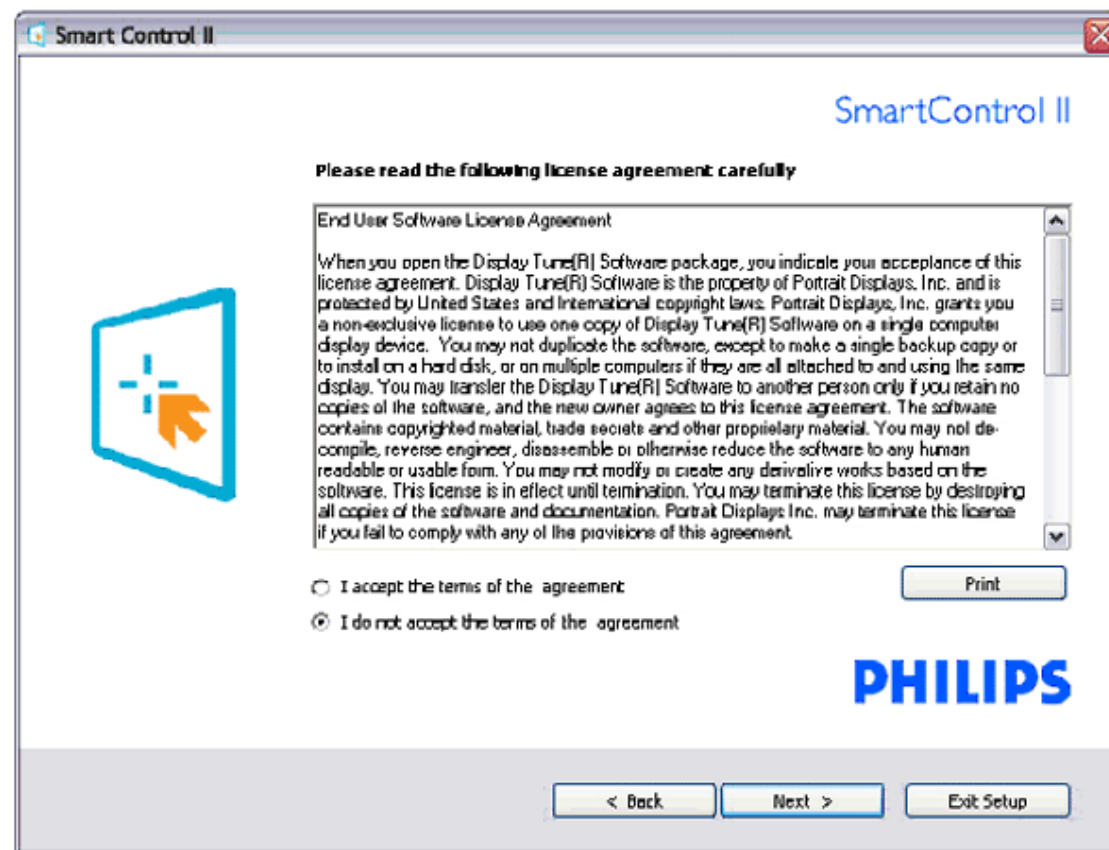 Smart Control II
SmartControl II
Please read the following license agreement carefully
End User Software License Agreement
When you open the Display Tune(R) Software package, you indicate your acceptance of this
license agreement. Display Tune(R) Software is the property of Portrait Displays, Inc. and is
protected by United States and International copyright laws. Portrait Displays, Inc. grants you
a non-exclusive license to use one copy of Display Tune(R) Software on a single computer
display device.  You may not duplicate the software, except to make a single backup copy or
to install on a hard disk, or on multiple computers if they are all attached to and using the same
display. You may transfer the Display Tune(R) Software to another person only if you retain no
copies of the software, and the new owner agrees to this license agreement. The software
contains copyrighted material, trade secrets and other proprietary material. You may not de-
compile, reverse engineer, disassemble or otherwise reduce the software to any human
readable or usable form. You may not modify or create any derivative works based on the
software. This license is in effect until termination. You may terminate this license by destroying
all copies of the software and documentation. Portrait Displays Inc. may terminate this license
if you fail to comply with any of the provisions of this agreement.
I accept the terms of the agreement
Print
I do not accept the terms of the agreement
PHILIPS
< Back
Next >
Exit Setup